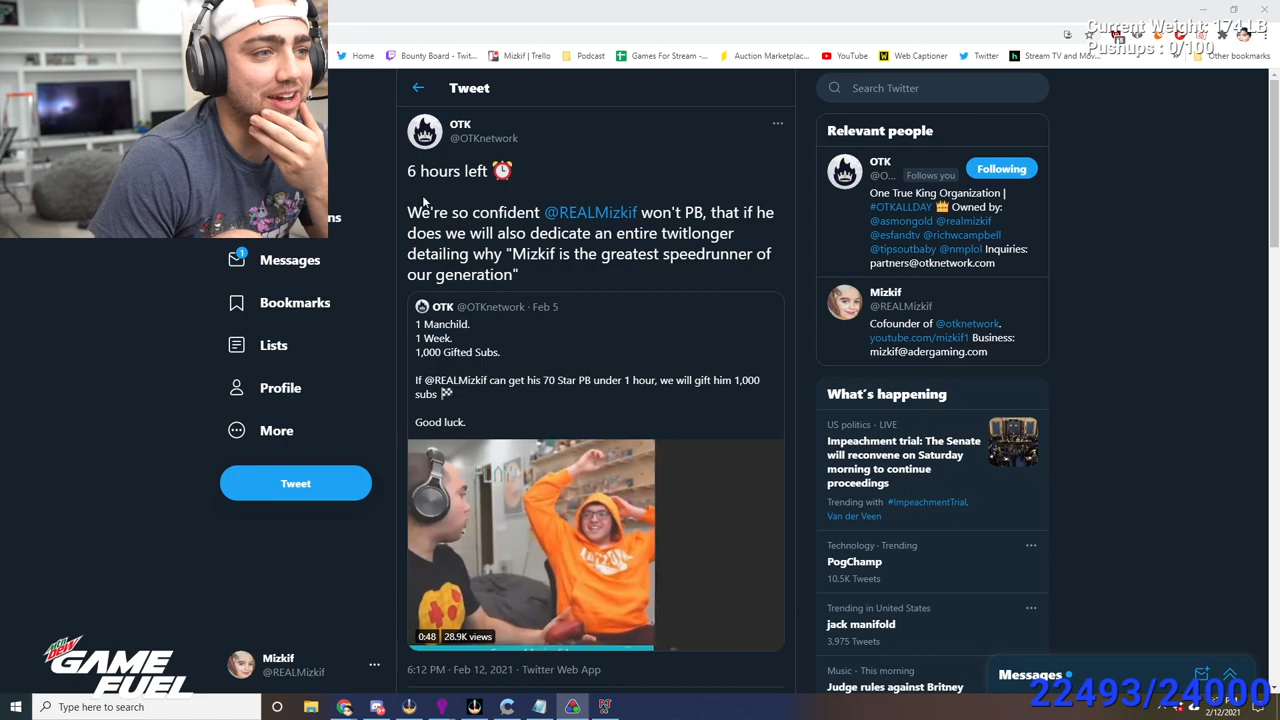 Current Weight: 174 LB
Pushups : 0/100
Home
Bounty Board - Twit...
Mizkif | Trello
Podcast
Games For Stream -...
Auction Marketplac...
YouTube
Web Captioner
Twitter
Stream TV and Mov...
Other bookmarks
Tweet
Search Twitter
OTK
@OTKnetwork
6 hours left ⏰
We're so confident @REALMizkif won't PB, that if he
does we will also dedicate an entire twitlonger
detailing why "Mizkif is the greatest speedrunner of
our generation"
OTK @OTKnetwork · Feb 5
1 Manchild.
1 Week.
1,000 Gifted Subs.
If @REALMizkif can get his 70 Star PB under 1 hour, we will gift him 1,000
subs 🏁
Good luck.
0:48
28.9K views
6:12 PM · Feb 12, 2021 · Twitter Web App
ns
1
Messages
Bookmarks
Lists
Profile
More
Tweet
Mizkif
@REALMizkif
Relevant people
OTK
@O... Follows you
Following
One True King Organization |
#OTKALLDAY 👑 Owned by:
@asmongold @realmizkif
@esfandtv @richwcampbell
@tipsoutbaby @nmplol Inquiries:
partners@otknetwork.com
Mizkif
@REALMizkif
Cofounder of @otknetwork.
youtube.com/mizkif1 Business:
mizkif@adergaming.com
What's happening
US politics · LIVE
Impeachment trial: The Senate
will reconvene on Saturday
morning to continue
proceedings
Trending with #ImpeachmentTrial,
Van der Veen
Technology · Trending
PogChamp
10.5K Tweets
Trending in United States
jack manifold
3,975 Tweets
Music · This morning
Judge rules against Britney
Messages
22493/24000
mtn dew
GAME
FUEL
Type here to search
2/12/2021